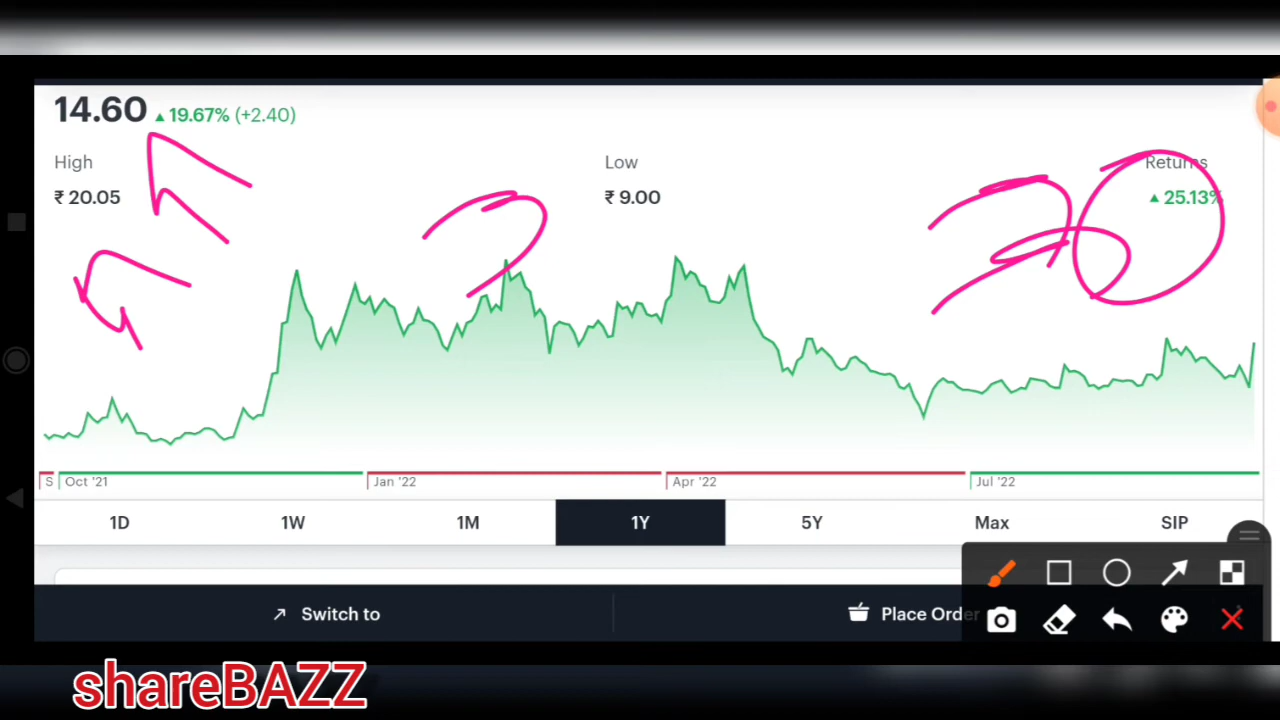 14.60 ▲ 19.67% (+2.40)
High Low Returns
₹ 20.05 ₹ 9.00 ▲ 25.13%
S Oct '21 Jan '22 Apr '22 Jul '22
1D 1W 1M 1Y 5Y Max SIP
Switch to Place Order
shareBAZZ